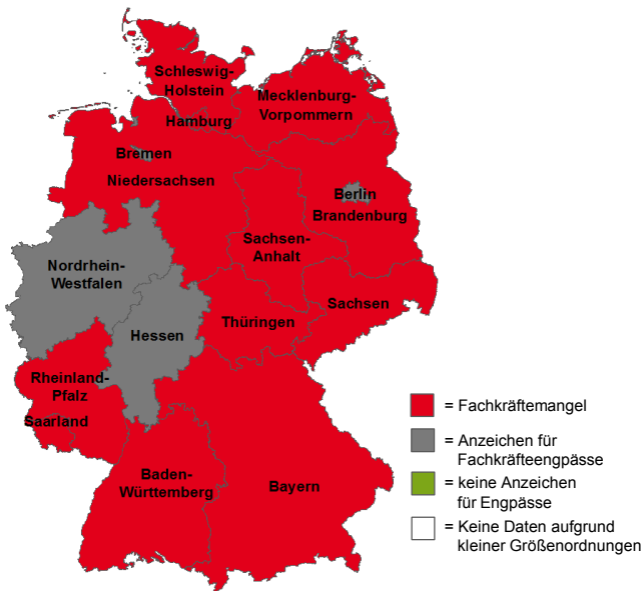 Schleswig-
Holstein
Mecklenburg-
Vorpommern
Hamburg
Bremen
Niedersachsen
Berlin
Brandenburg
Sachsen-
Anhalt
Nordrhein-
Westfalen
Sachsen
Thüringen
Hessen
Rheinland-
Pfalz
Saarland
Baden-
Württemberg
Bayern
= Fachkräftemangel
= Anzeichen für
Fachkräfteengpässe
= keine Anzeichen
für Engpässe
= Keine Daten aufgrund
kleiner Größenordnungen